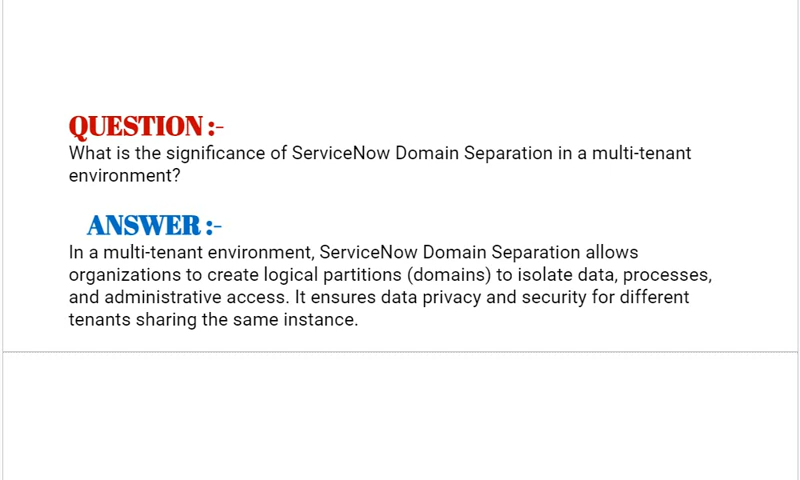 QUESTION :-
What is the significance of ServiceNow Domain Separation in a multi-tenant
environment?
ANSWER :-
In a multi-tenant environment, ServiceNow Domain Separation allows
organizations to create logical partitions (domains) to isolate data, processes,
and administrative access. It ensures data privacy and security for different
tenants sharing the same instance.